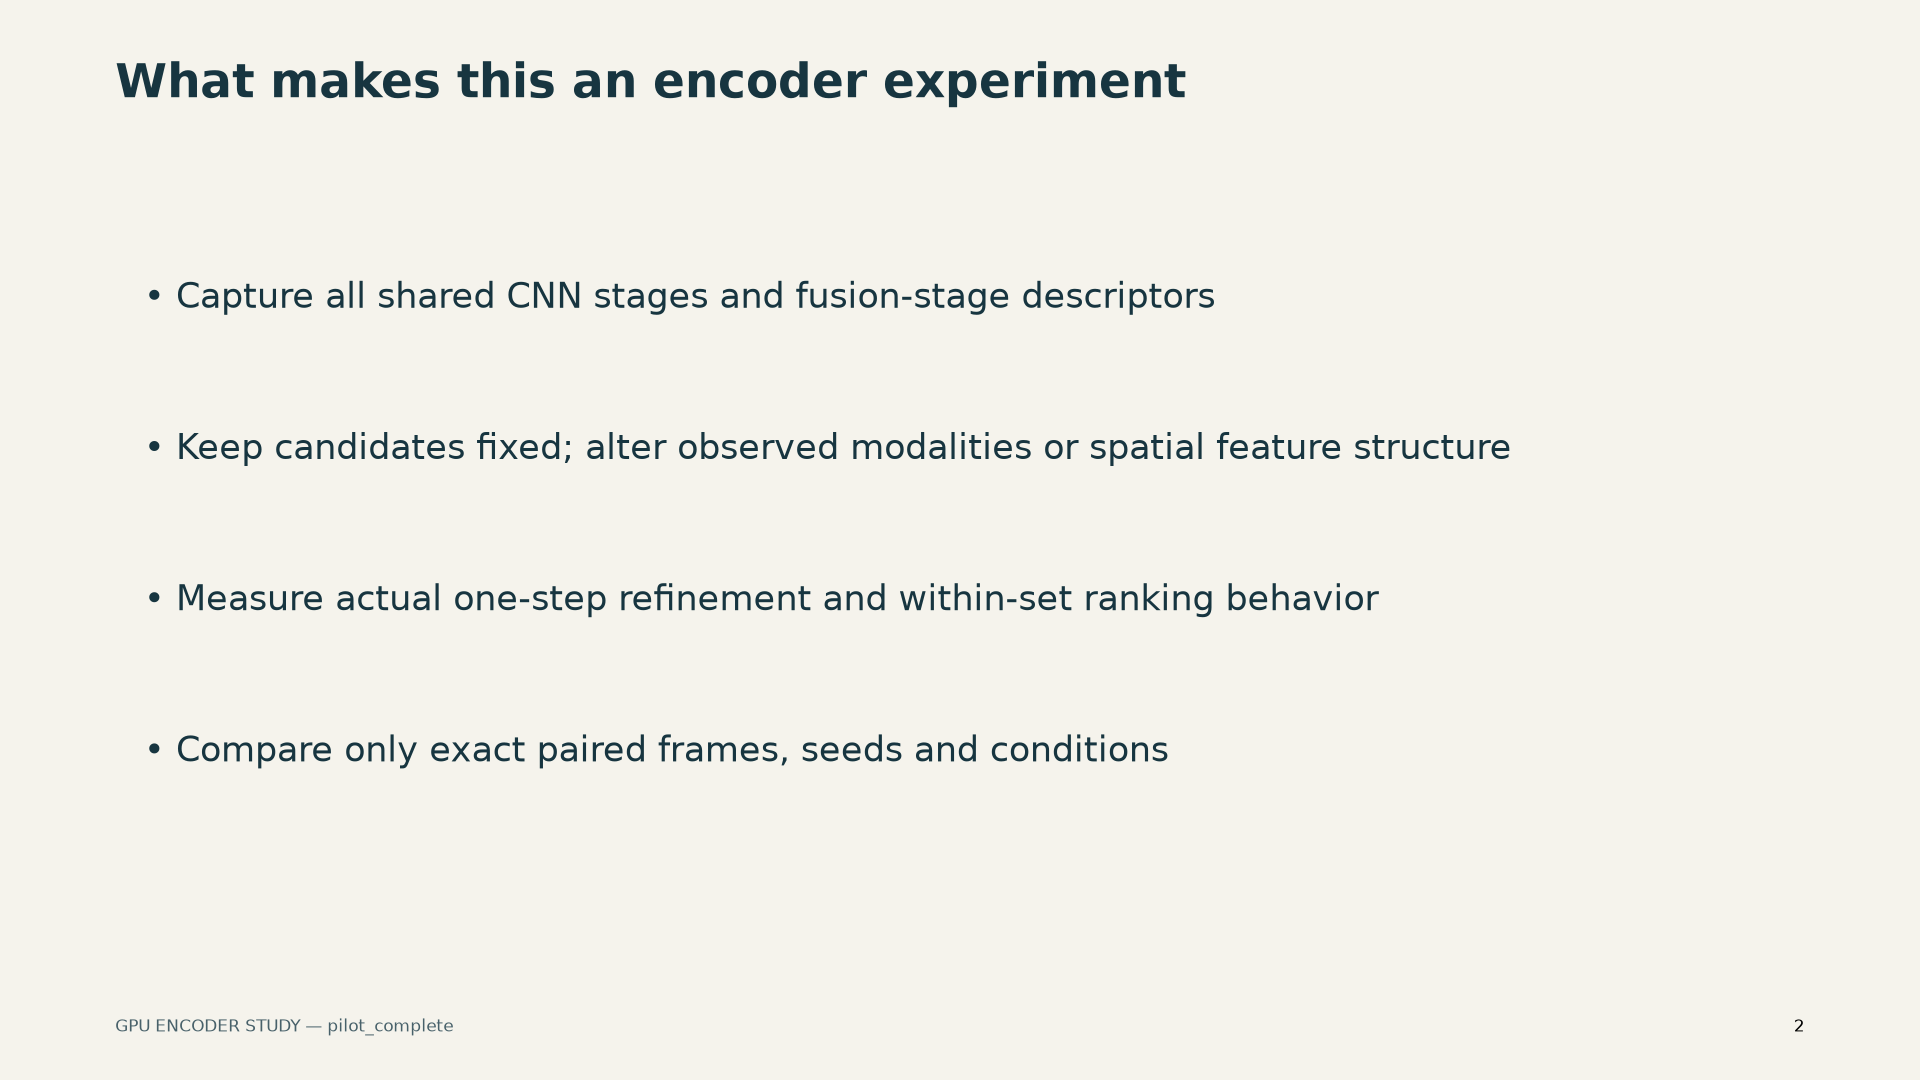 What makes this an encoder experiment
• Capture all shared CNN stages and fusion-stage descriptors
• Keep candidates fixed; alter observed modalities or spatial feature structure
• Measure actual one-step refinement and within-set ranking behavior
• Compare only exact paired frames, seeds and conditions
GPU ENCODER STUDY — pilot_complete
2